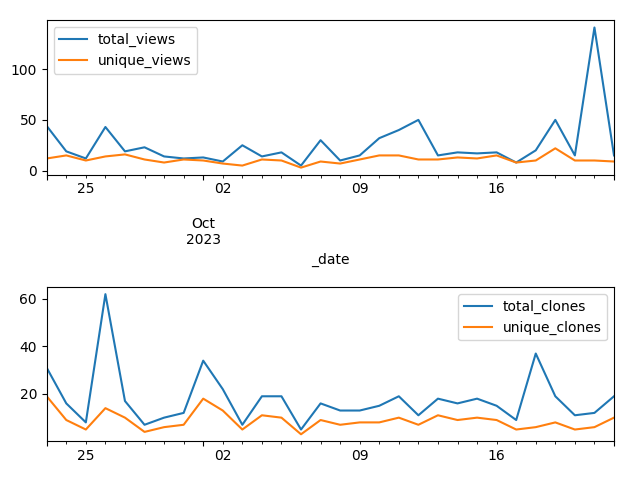 total_views
unique_views
100
50
0
25 02 09 16
Oct
2023
_date
total_clones
unique_clones
60
40
20
25 02 09 16